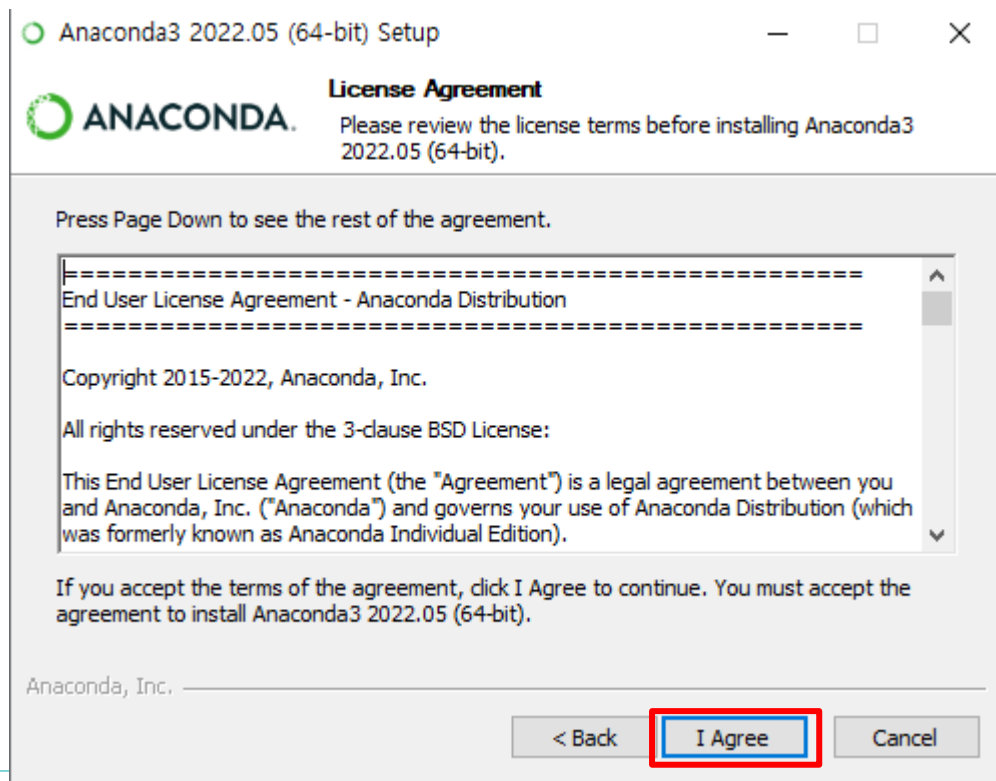 Anaconda3 2022.05 (64-bit) Setup
ANACONDA.
License Agreement
Please review the license terms before installing Anaconda3
2022.05 (64-bit).
Press Page Down to see the rest of the agreement.
==================================================
End User License Agreement - Anaconda Distribution
==================================================
Copyright 2015-2022, Anaconda, Inc.
All rights reserved under the 3-clause BSD License:
This End User License Agreement (the "Agreement") is a legal agreement between you
and Anaconda, Inc. ("Anaconda") and governs your use of Anaconda Distribution (which
was formerly known as Anaconda Individual Edition).
If you accept the terms of the agreement, click I Agree to continue. You must accept the
agreement to install Anaconda3 2022.05 (64-bit).
Anaconda, Inc.
< Back I Agree Cancel